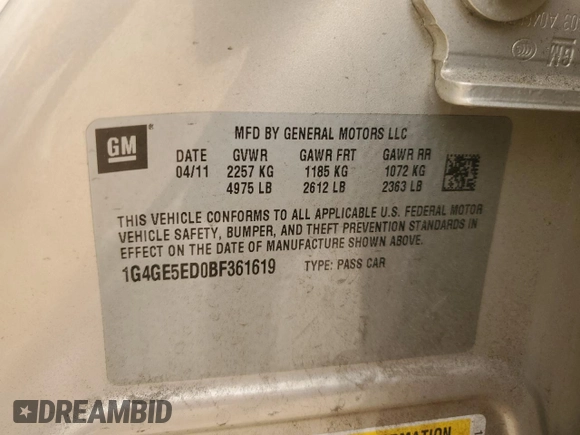 GM
MFD BY GENERAL MOTORS LLC
DATE GVWR GAWR FRT GAWR RR
04/11 2257 KG 1185 KG 1072 KG
4975 LB 2612 LB 2363 LB
THIS VEHICLE CONFORMS TO ALL APPLICABLE U.S. FEDERAL MOTOR
VEHICLE SAFETY, BUMPER, AND THEFT PREVENTION STANDARDS IN
EFFECT ON THE DATE OF MANUFACTURE SHOWN ABOVE.
1G4GE5ED0BF361619 TYPE: PASS CAR
GM
DREAMBID